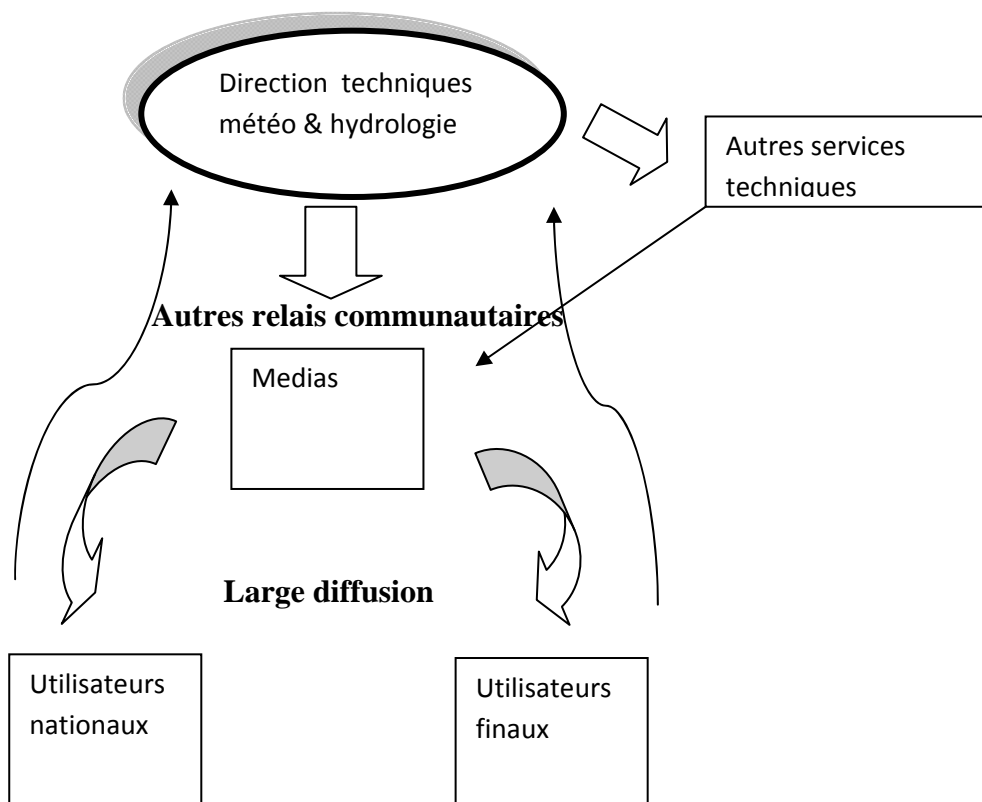 Direction techniques
météo & hydrologie
Autres services
techniques
Autres relais communautaires
Medias
Large diffusion
Utilisateurs
nationaux
Utilisateurs
finaux